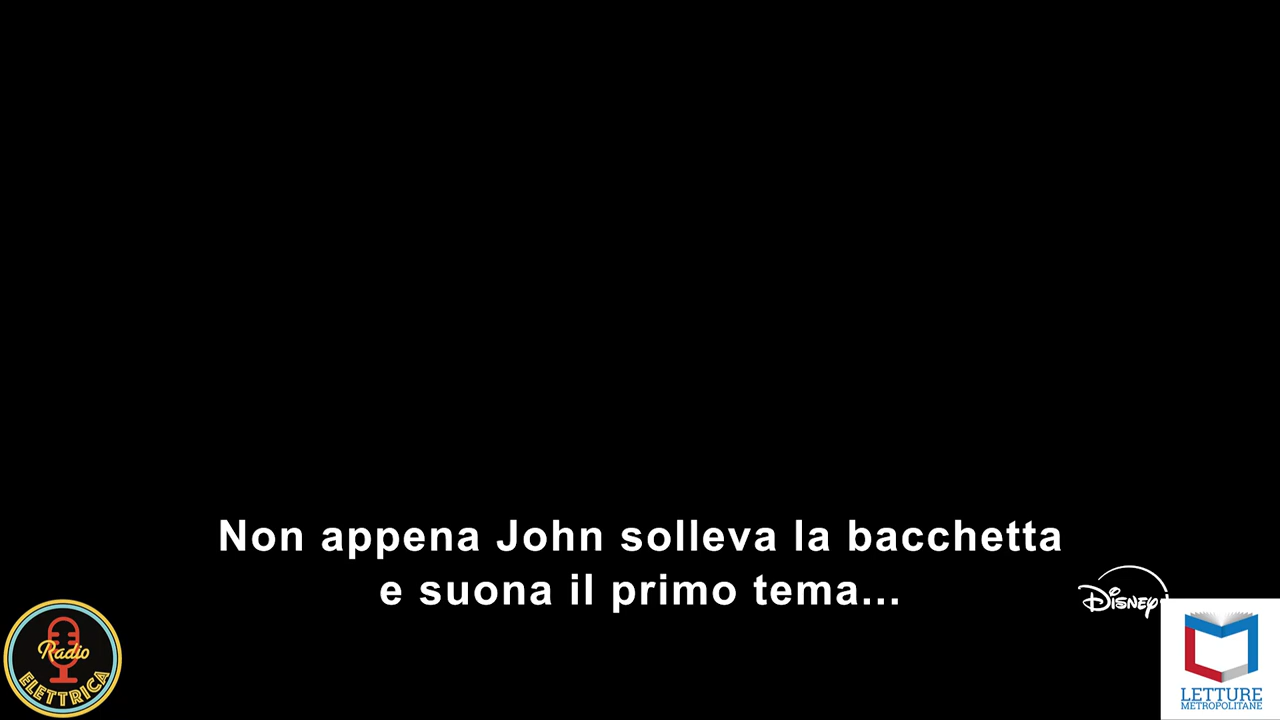 Non appena John solleva la bacchetta
e suona il primo tema...
Disney
Radio
ELETTRICA
LETTURE
METROPOLITANE